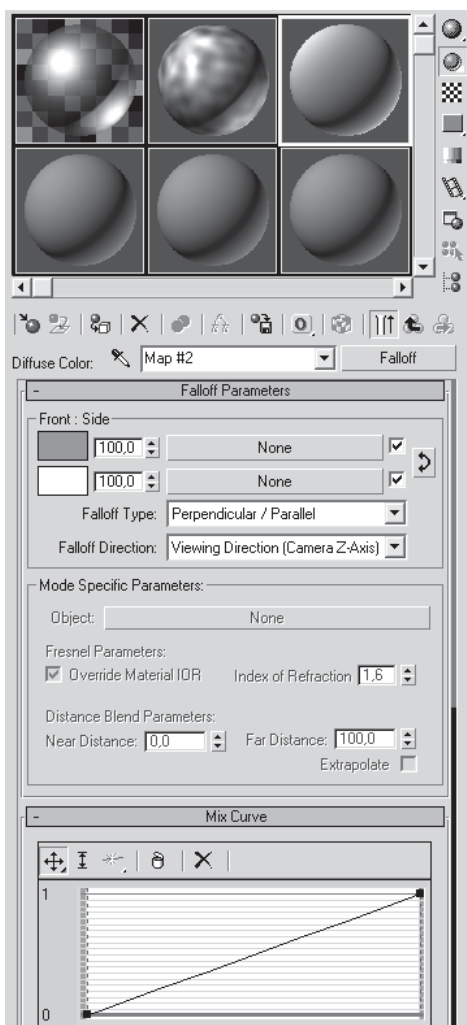 Diffuse Color: Map #2 Falloff
- Falloff Parameters
Front : Side
100,0 None
100,0 None
Falloff Type: Perpendicular / Parallel
Falloff Direction: Viewing Direction (Camera Z-Axis)
Mode Specific Parameters:
Object: None
Fresnel Parameters:
Override Material IOR Index of Refraction 1,6
Distance Blend Parameters:
Near Distance: 0,0 Far Distance: 100,0
Extrapolate
- Mix Curve
1
0